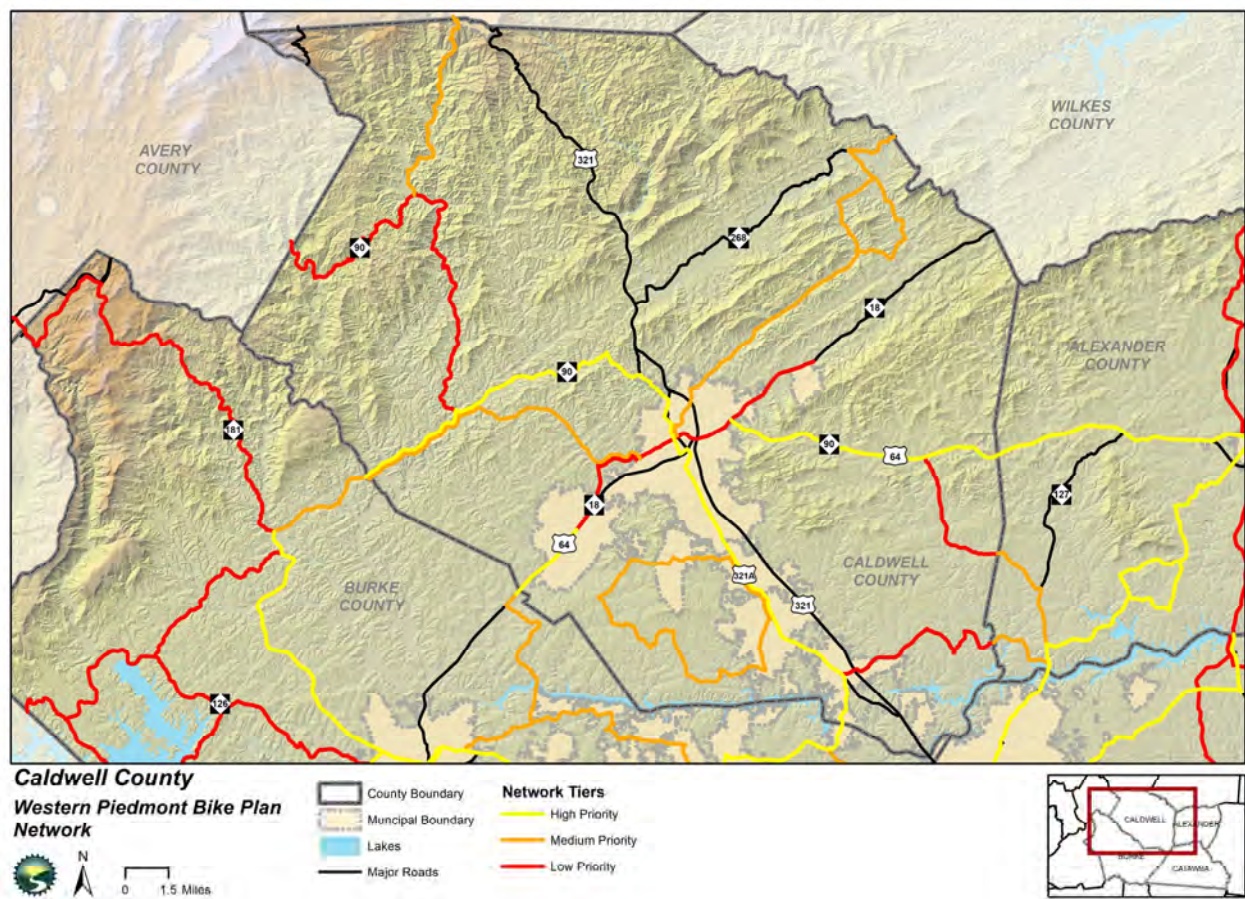 WILKES
COUNTY
AVERY
COUNTY
321
268
90
18
ALEXANDER
COUNTY
90
181
90
64
127
18
64
BURKE
COUNTY
321A
CALDWELL
COUNTY
321
126
Caldwell County
Western Piedmont Bike Plan
Network
N
0 1.5 Miles
County Boundary
Muncipal Boundary
Lakes
Major Roads
Network Tiers
High Priority
Medium Priority
Low Priority
CALDWELL
ALEXANDER
BURKE
CATAWBA